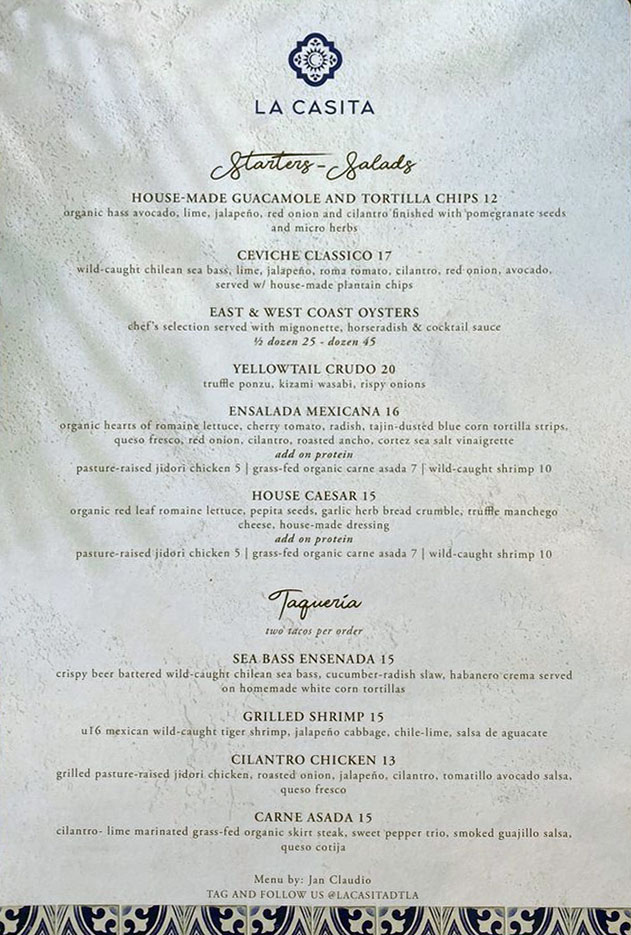 LA CASITA
Starters-Salads
HOUSE-MADE GUACAMOLE AND TORTILLA CHIPS 12
organic hass avocado, lime, jalapeño, red onion and cilantro finished with pomegranate seeds
and micro herbs
CEVICHE CLASSICO 17
wild-caught chilean sea bass, lime, jalapeño, roma tomato, cilantro, red onion, avocado,
served w/ house-made plantain chips
EAST & WEST COAST OYSTERS
chef's selection served with mignonette, horseradish & cocktail sauce
½ dozen 25 - dozen 45
YELLOWTAIL CRUDO 20
truffle ponzu, kizami wasabi, rispy onions
ENSALADA MEXICANA 16
organic hearts of romaine lettuce, cherry tomato, radish, tajin-dusted blue corn tortilla strips,
queso fresco, red onion, cilantro, roasted ancho, cortez sea salt vinaigrette
add on protein
pasture-raised jidori chicken 5 | grass-fed organic carne asada 7 | wild-caught shrimp 10
HOUSE CAESAR 15
organic red leaf romaine lettuce, pepita seeds, garlic herb bread crumble, truffle manchego
cheese, house-made dressing
add on protein
pasture-raised jidori chicken 5 | grass-fed organic carne asada 7 | wild-caught shrimp 10
Taquería
two tacos per order
SEA BASS ENSENADA 15
crispy beer battered wild-caught chilean sea bass, cucumber-radish slaw, habanero crema served
on homemade white corn tortillas
GRILLED SHRIMP 15
u16 mexican wild-caught tiger shrimp, jalapeño cabbage, chile-lime, salsa de aguacate
CILANTRO CHICKEN 13
grilled pasture-raised jidori chicken, roasted onion, jalapeño, cilantro, tomatillo avocado salsa,
queso fresco
CARNE ASADA 15
cilantro- lime marinated grass-fed organic skirt steak, sweet pepper trio, smoked guajillo salsa,
queso cotija
Menu by: Jan Claudio
TAG AND FOLLOW US @LACASITADTLA